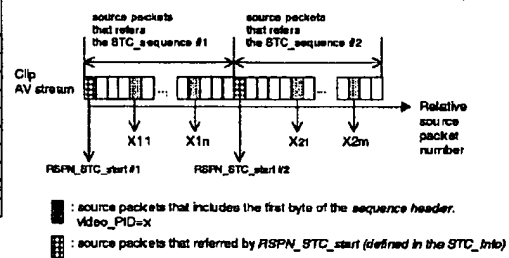 source packets
that refers
the STC_sequence #1
source packets
that refers
the STC_sequence #2
Clip
AV stream
...
...
Relative
source
packet
number
X11
X1n
X21
X2m
RSPN_STC_start #1
RSPN_STC_start #2
: source packets that includes the first byte of the sequence header.
video_PID=x
: source packets that referred by RSPN_STC_start (defined in the STC_Info)